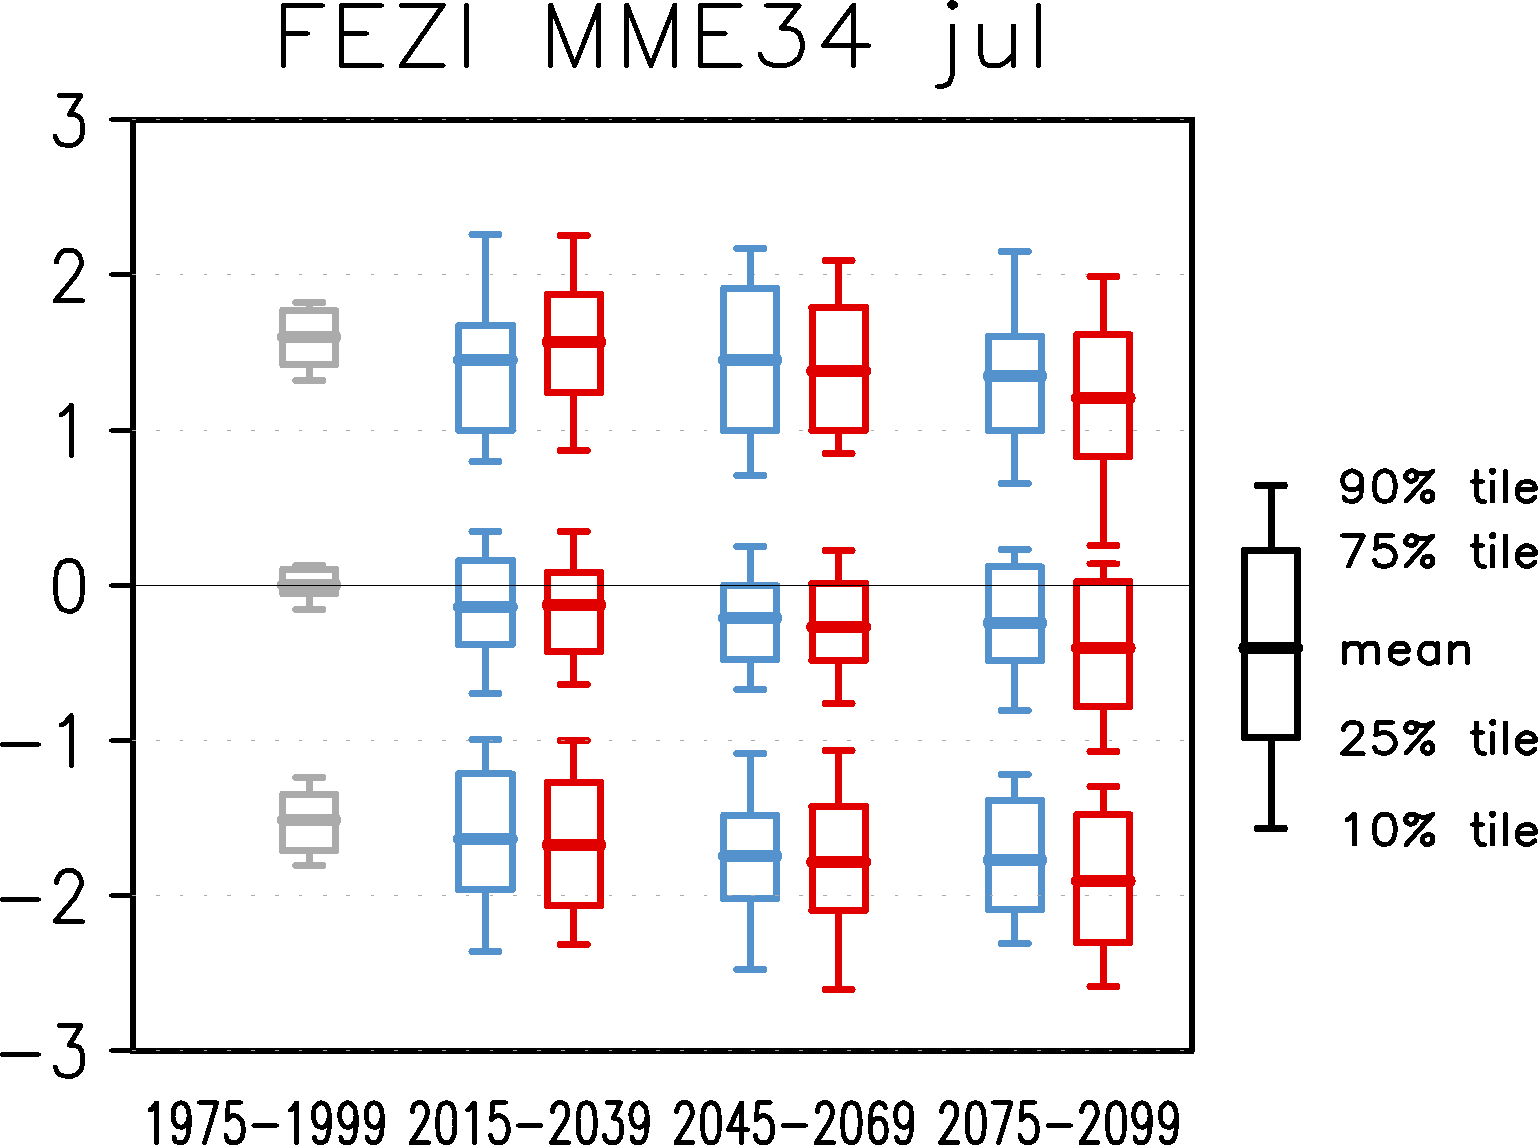 FEZI MME34 jul
3
2
1
0
−1
−2
−3
1975−1999 2015−2039 2045−2069 2075−2099
90% tile
75% tile
mean
25% tile
10% tile